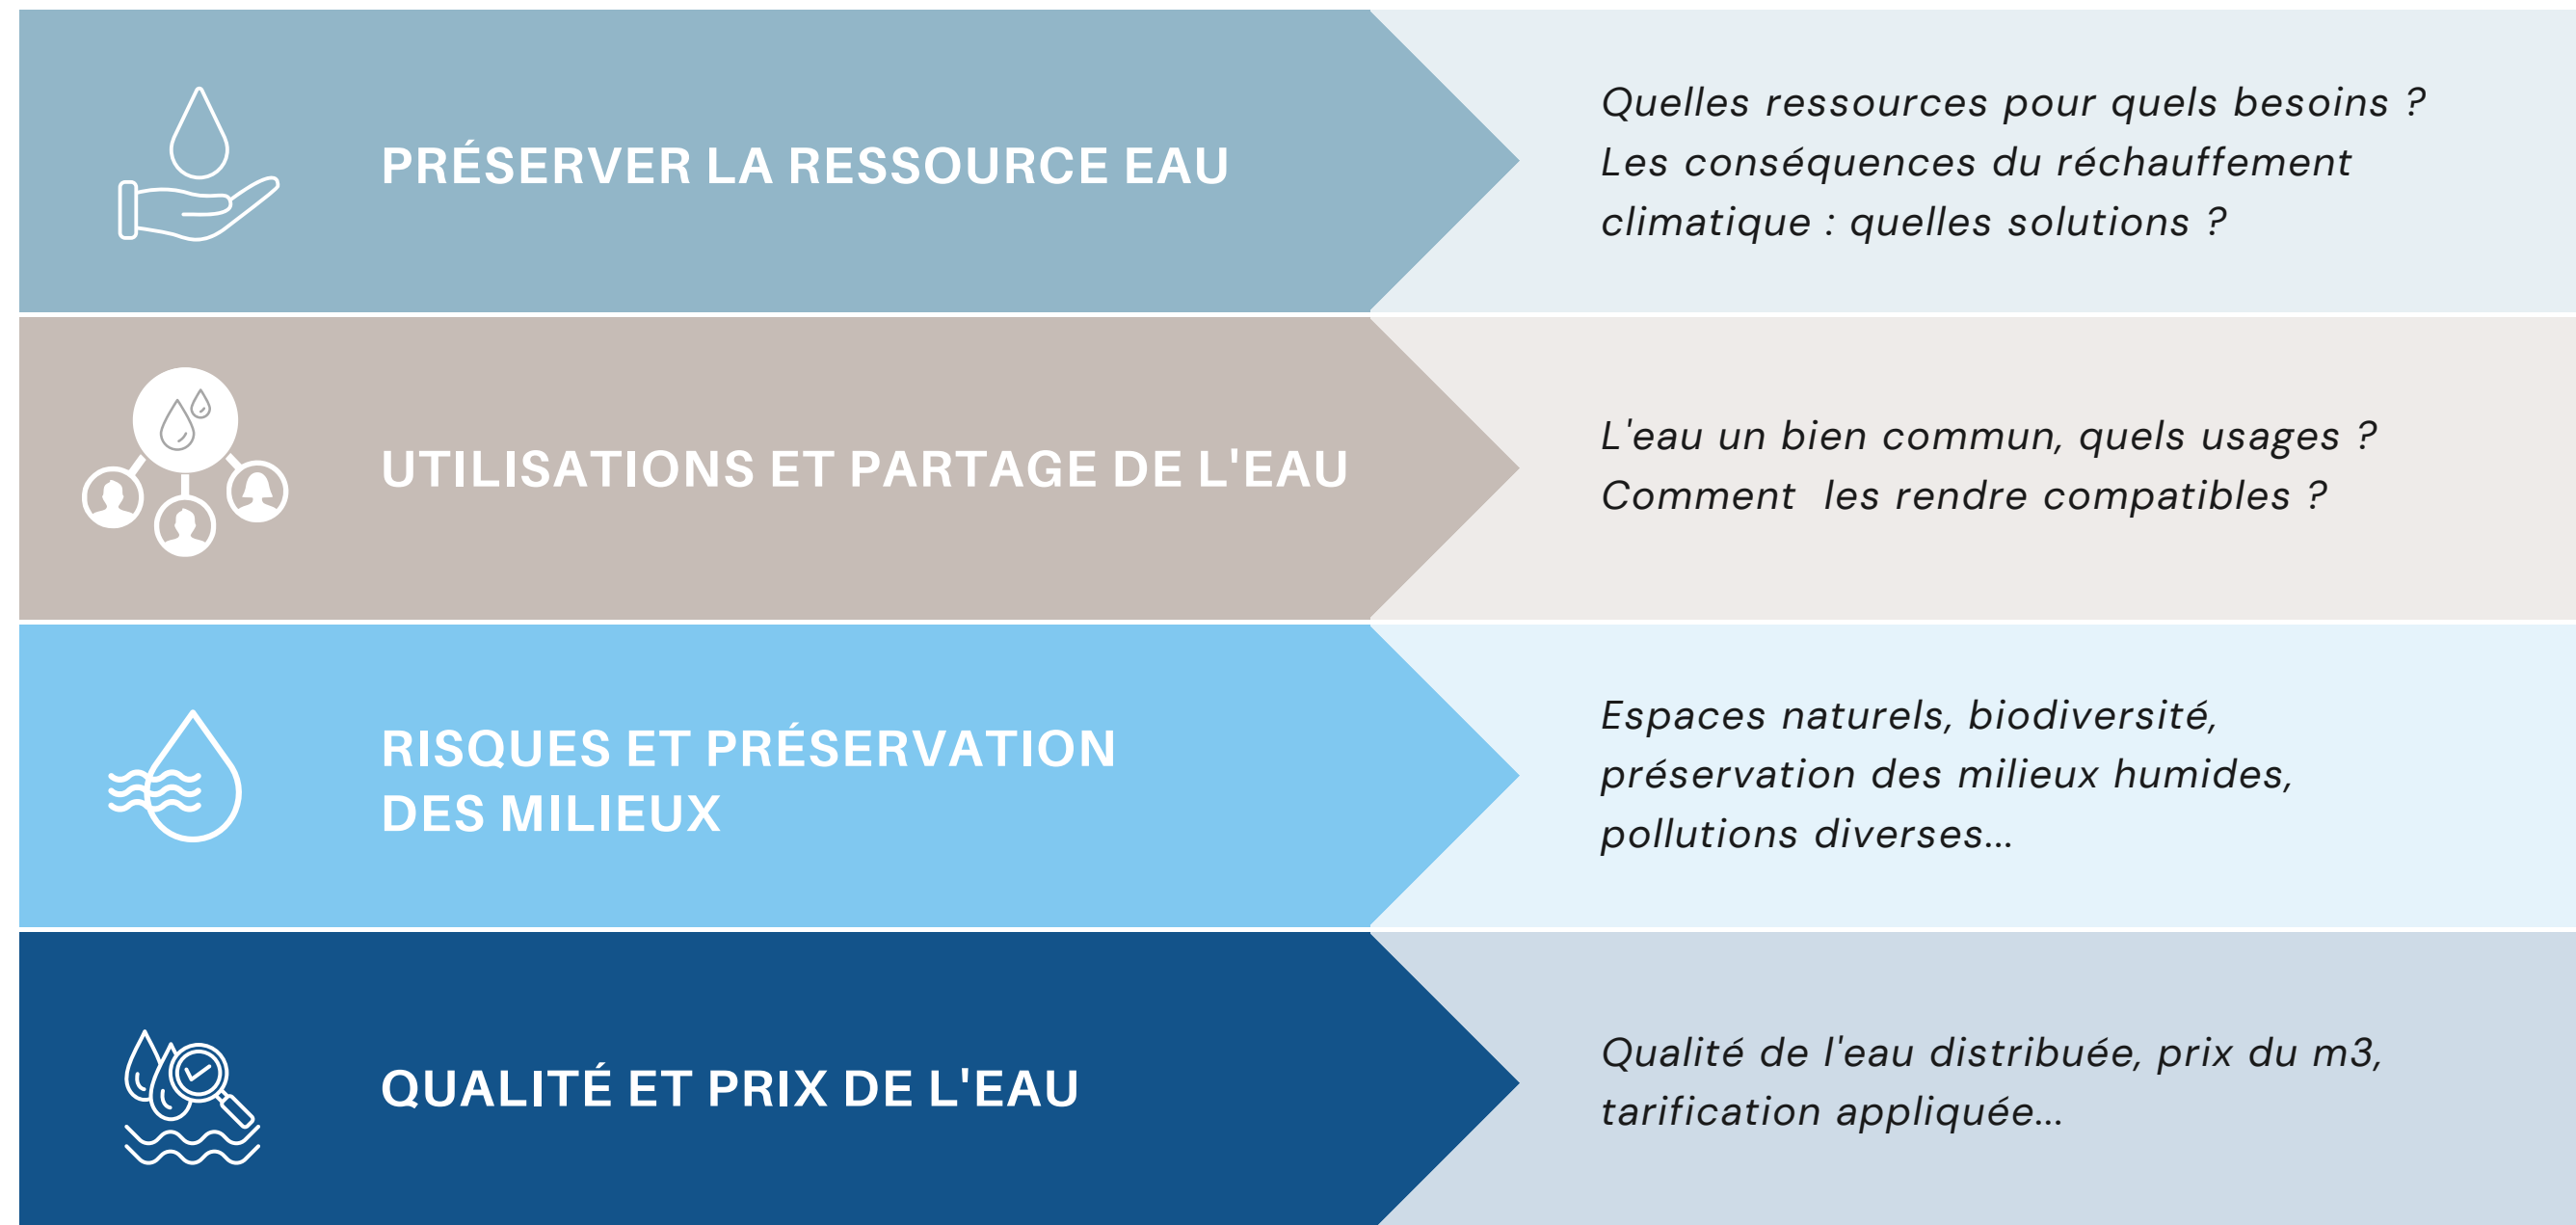 PRÉSERVER LA RESSOURCE EAU
Quelles ressources pour quels besoins ?
Les conséquences du réchauffement
climatique : quelles solutions ?
UTILISATIONS ET PARTAGE DE L'EAU
L'eau un bien commun, quels usages ?
Comment  les rendre compatibles ?
RISQUES ET PRÉSERVATION
DES MILIEUX
Espaces naturels, biodiversité,
préservation des milieux humides,
pollutions diverses...
QUALITÉ ET PRIX DE L'EAU
Qualité de l'eau distribuée, prix du m3,
tarification appliquée...